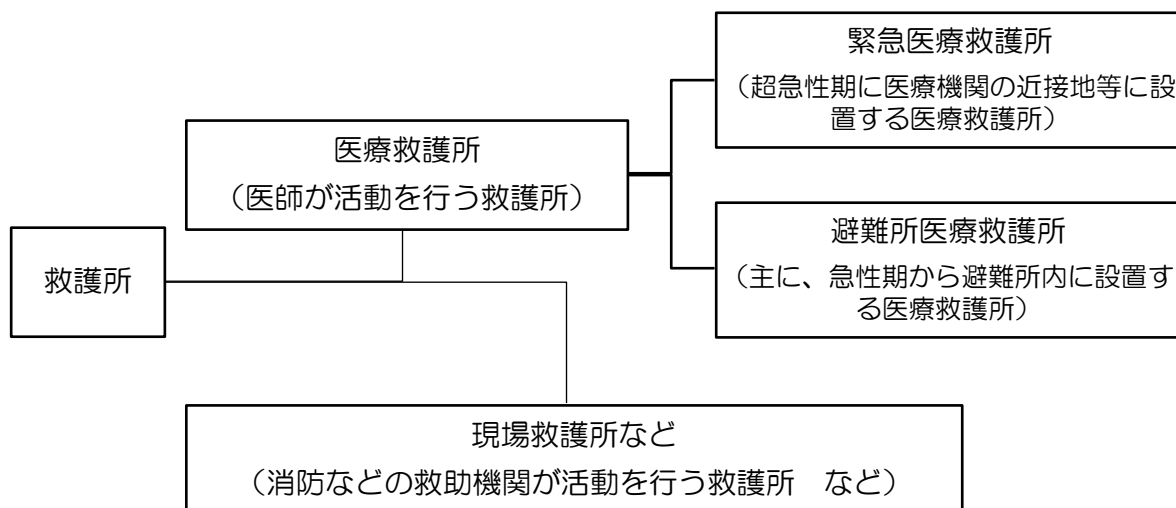 緊急医療救護所
（超急性期に医療機関の近接地等に設
置する医療救護所）
医療救護所
（医師が活動を行う救護所）
避難所医療救護所
（主に、急性期から避難所内に設置す
る医療救護所）
救護所
現場救護所など
（消防などの救助機関が活動を行う救護所　など）